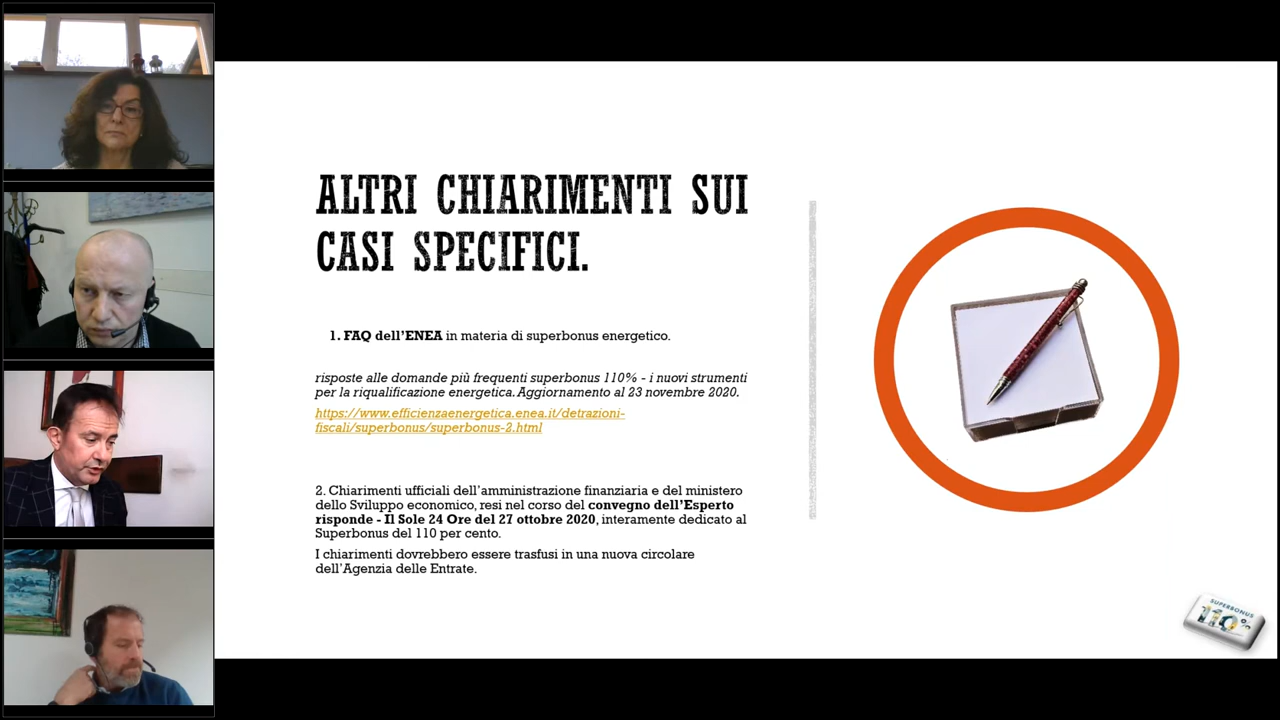 ALTRI CHIARIMENTI SUI
CASI SPECIFICI.
1. FAQ dell'ENEA in materia di superbonus energetico.
risposte alle domande più frequenti superbonus 110% - i nuovi strumenti
per la riqualificazione energetica. Aggiornamento al 23 novembre 2020.
https://www.efficienzaenergetica.enea.it/detrazioni-
fiscali/superbonus/superbonus-2.html
2. Chiarimenti ufficiali dell'amministrazione finanziaria e del ministero
dello Sviluppo economico, resi nel corso del convegno dell'Esperto
risponde - Il Sole 24 Ore del 27 ottobre 2020, interamente dedicato al
Superbonus del 110 per cento.
I chiarimenti dovrebbero essere trasfusi in una nuova circolare
dell'Agenzia delle Entrate.
SUPERBONUS
110%